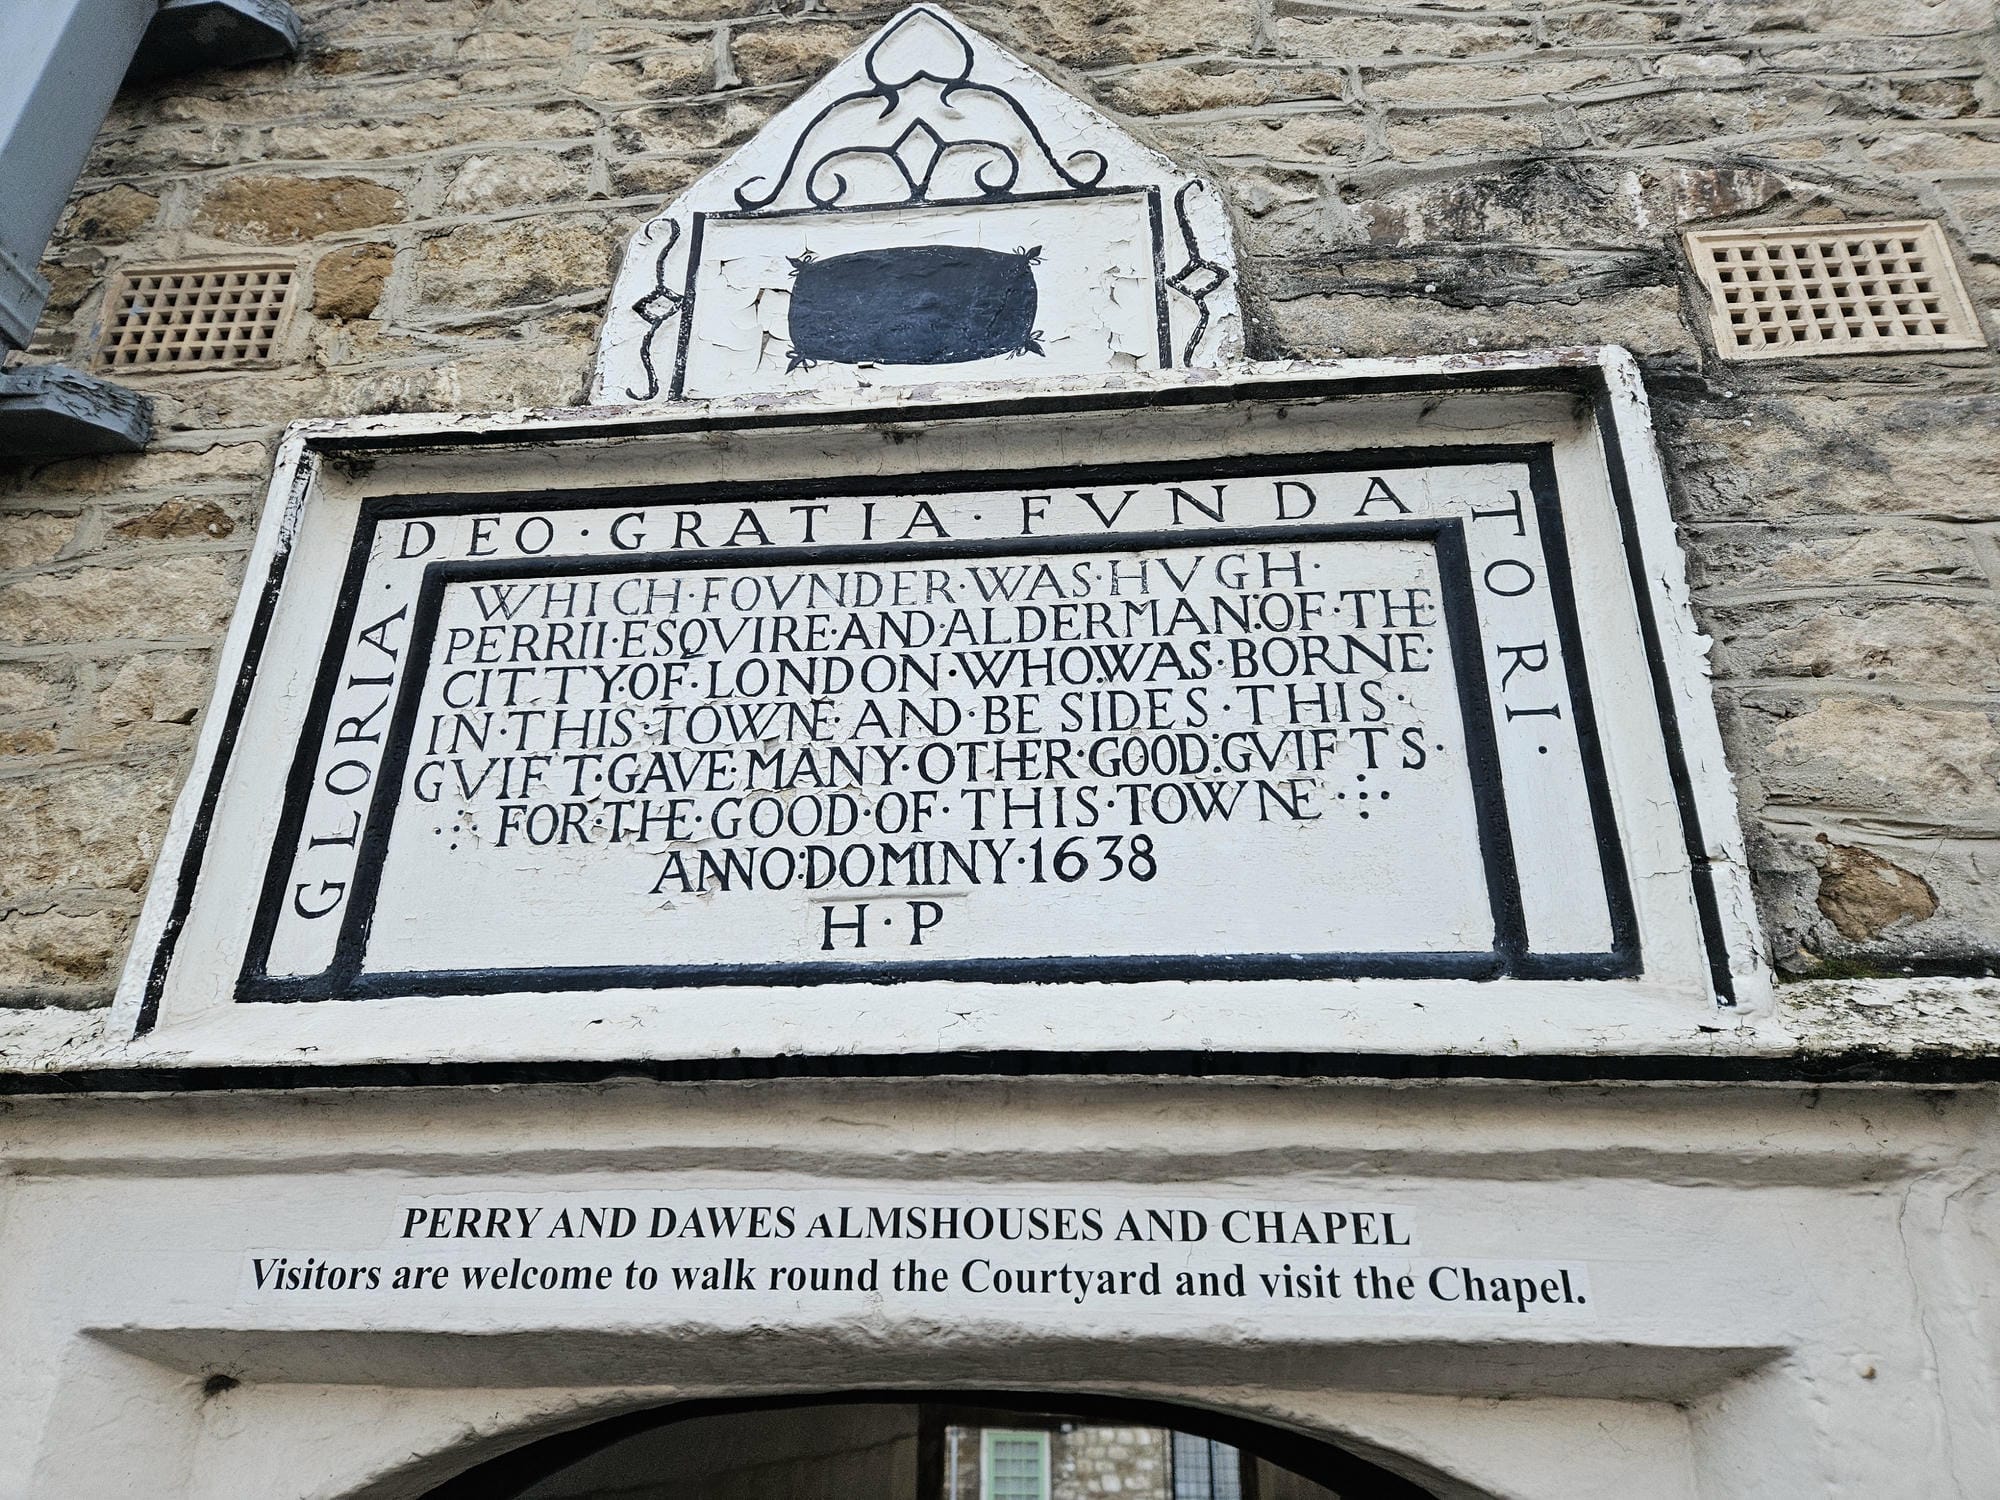 GLORIA · DEO · GRATIA · FVNDATORI ·
WHICH · FOVNDER · WAS · HVGH ·
PERRII · ESQVIRE · AND · ALDERMAN : OF · THE ·
CITTY · OF · LONDON · WHO · WAS · BORNE ·
IN · THIS · TOWNE · AND · BE SIDES · THIS ·
GVIFT · GAVE · MANY · OTHER · GOOD : GVIFTS ·
FOR · THE · GOOD · OF · THIS · TOWNE
ANNO : DOMINY · 1638
H · P
PERRY AND DAWES ALMSHOUSES AND CHAPEL
Visitors are welcome to walk round the Courtyard and visit the Chapel.